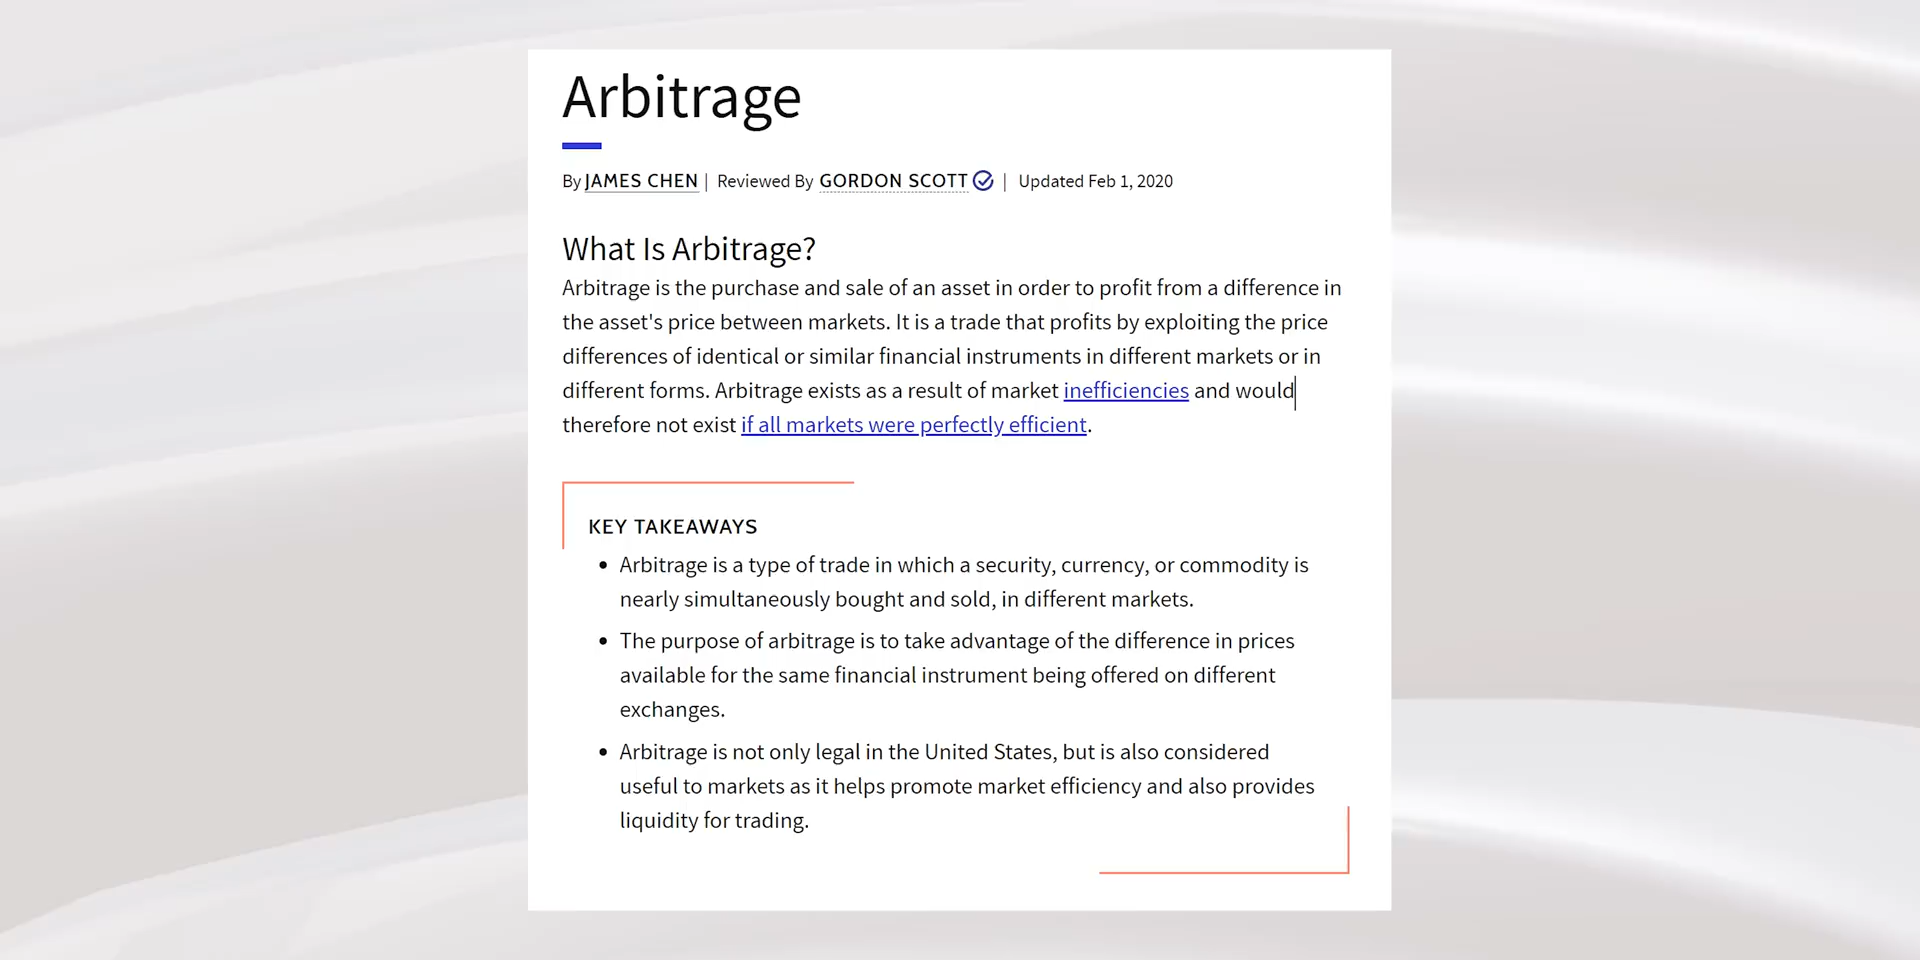 Arbitrage
By JAMES CHEN | Reviewed By GORDON SCOTT | Updated Feb 1, 2020
What Is Arbitrage?
Arbitrage is the purchase and sale of an asset in order to profit from a difference in
the asset's price between markets. It is a trade that profits by exploiting the price
differences of identical or similar financial instruments in different markets or in
different forms. Arbitrage exists as a result of market inefficiencies and would
therefore not exist if all markets were perfectly efficient.
KEY TAKEAWAYS
• Arbitrage is a type of trade in which a security, currency, or commodity is
nearly simultaneously bought and sold, in different markets.
• The purpose of arbitrage is to take advantage of the difference in prices
available for the same financial instrument being offered on different
exchanges.
• Arbitrage is not only legal in the United States, but is also considered
useful to markets as it helps promote market efficiency and also provides
liquidity for trading.